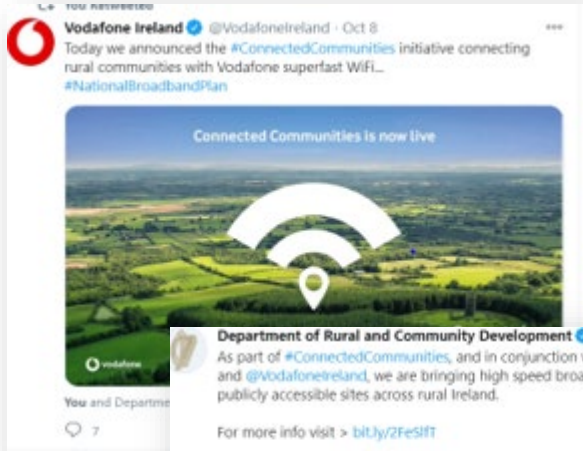 You Retweeted
Vodafone Ireland @VodafoneIreland · Oct 8
Today we announced the #ConnectedCommunities initiative connecting
rural communities with Vodafone superfast WiFi...
#NationalBroadbandPlan
Connected Communities is now live
vodafone
You and Departme
7
Department of Rural and Community Development
As part of #ConnectedCommunities, and in conjunction
and @VodafoneIreland, we are bringing high speed broa
publicly accessible sites across rural Ireland.
For more info visit > bit.ly/2FeSlfT